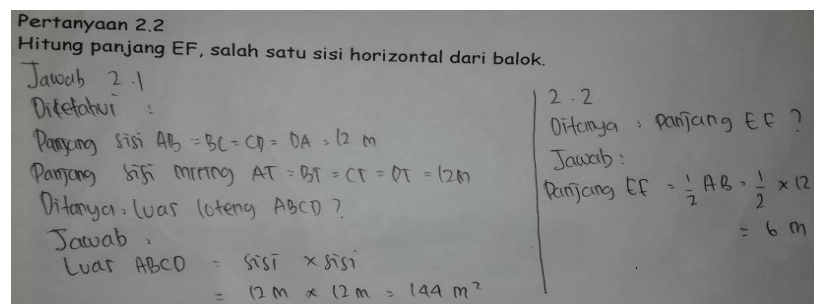 Pertanyaan 2.2
Hitung panjang EF, salah satu sisi horizontal dari balok.
Jawab 2.1
Diketahui :
Panjang sisi AB = BC = CD = DA = 12 m
Panjang sisi miring AT = BT = CT = DT = 12m
Ditanya : Luas loteng ABCD ?
Jawab :
Luas ABCD = sisi x sisi
= 12 m x 12 m = 144 m²
2.2
Ditanya : panjang EF ?
Jawab :
Panjang EF = 1/2 AB = 1/2 x 12
= 6 m